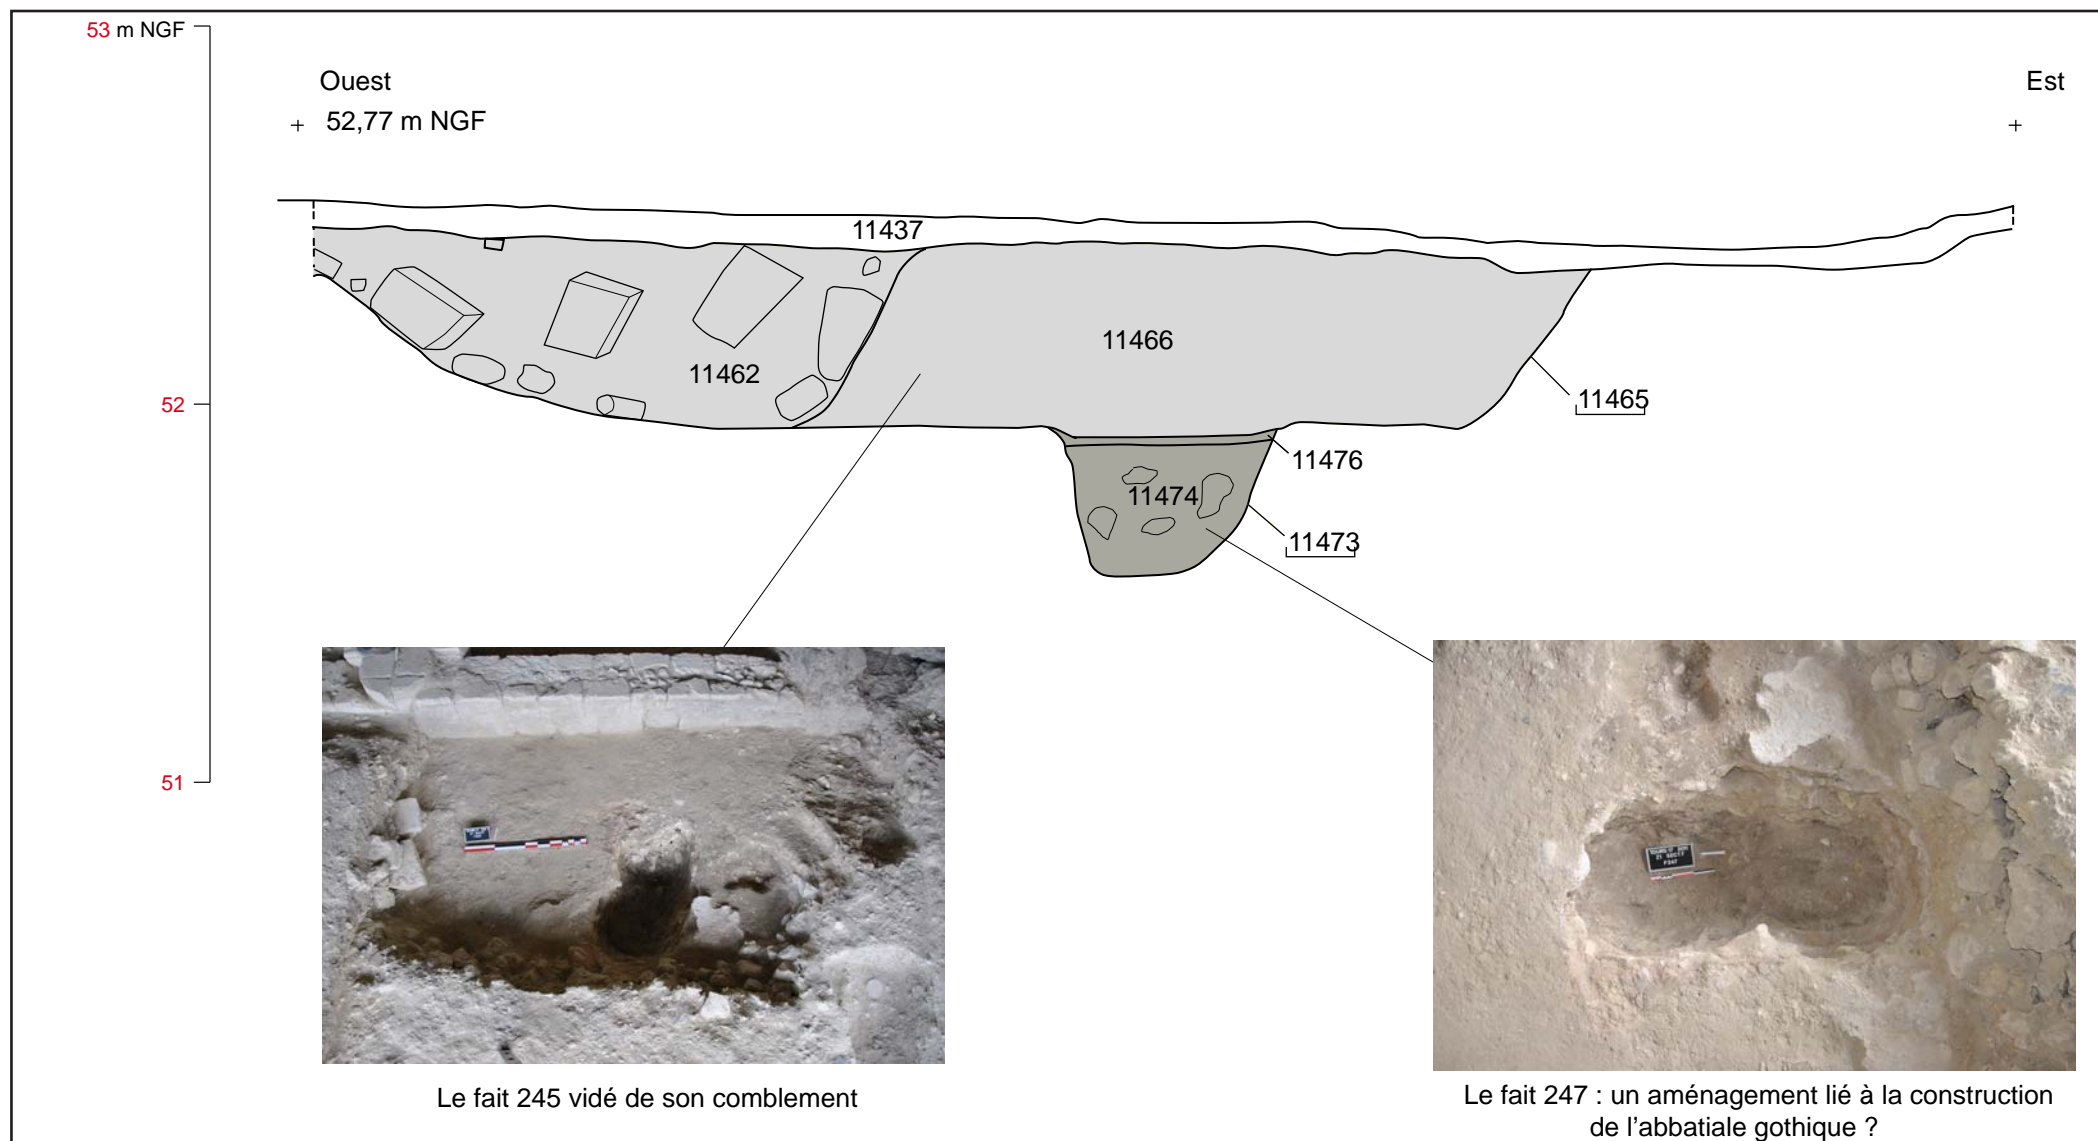 53 m NGF
Ouest
Est
52,77 m NGF
11437
11466
11462
11465
52
11476
11474
11473
51
F247
Le fait 245 vidé de son comblement
Le fait 247 : un aménagement lié à la construction
de l'abbatiale gothique ?